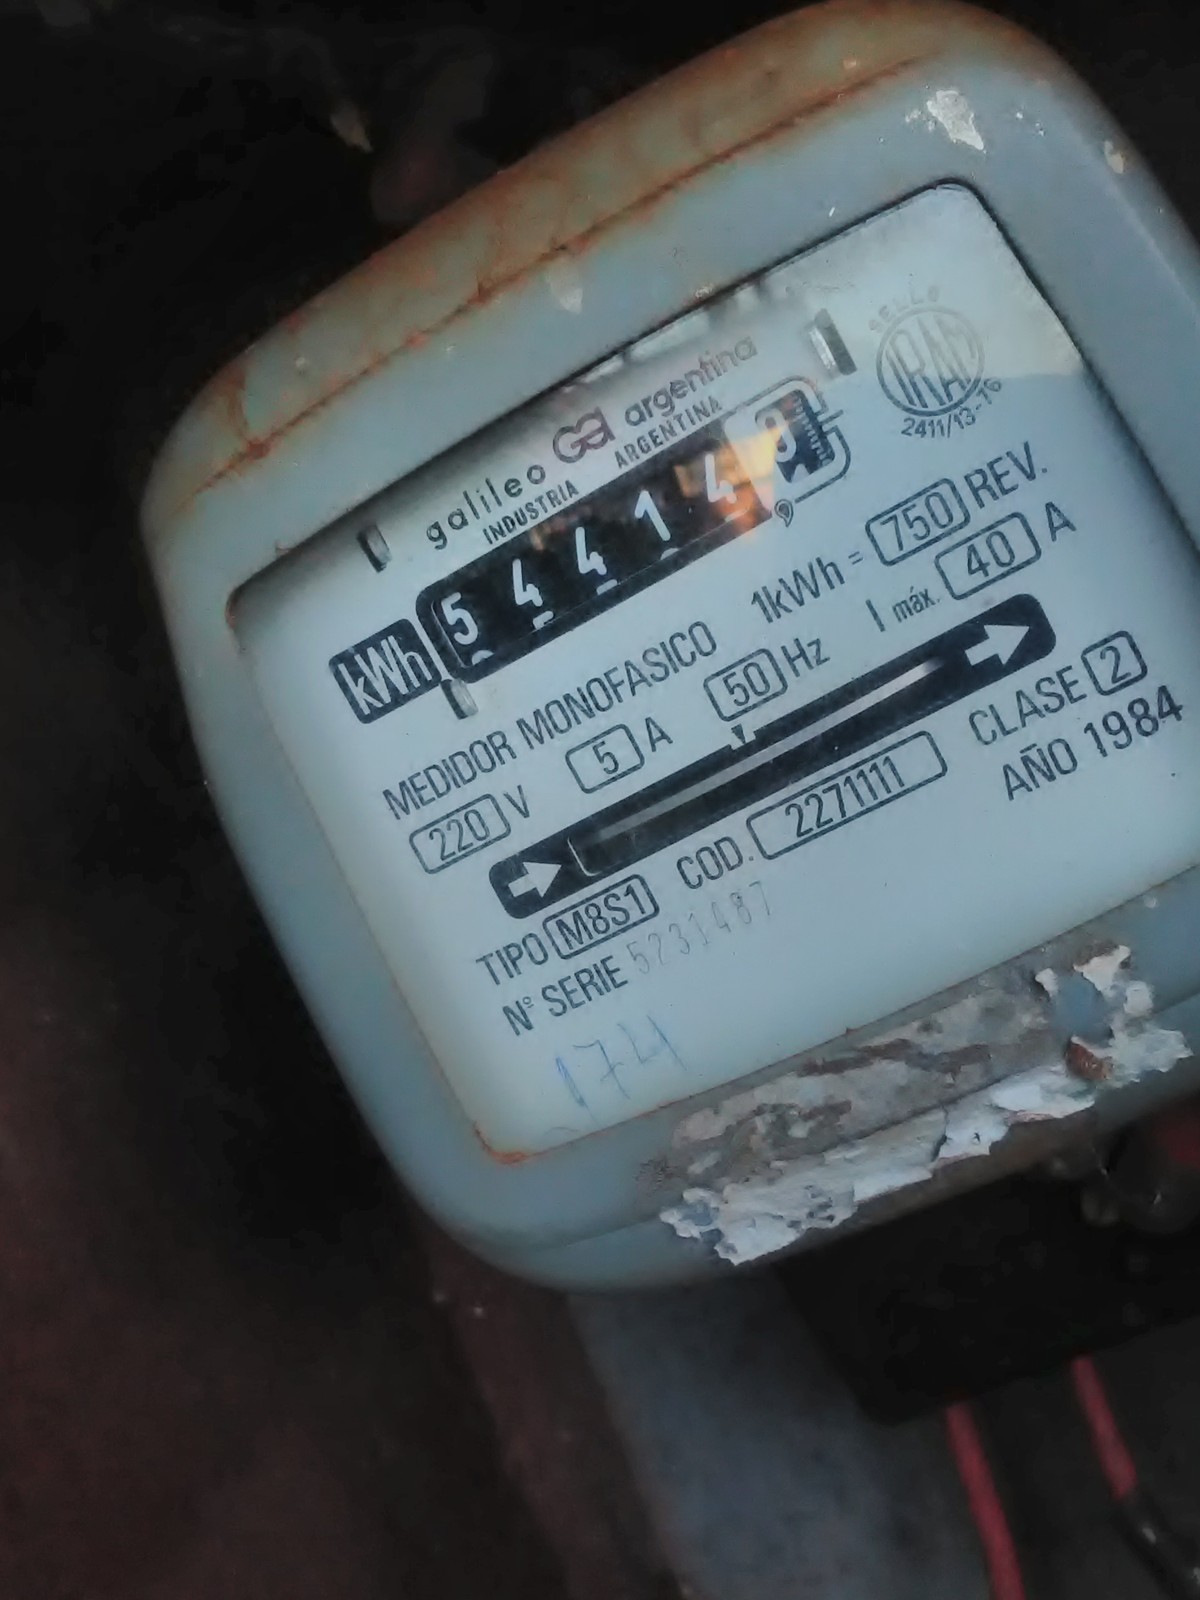 SELLO
IRAM
2411/13-16
galileo Ga argentina
INDUSTRIA ARGENTINA
kWh 5 4 4 1 4 , 3
MEDIDOR MONOFASICO 1kWh = 750 REV.
220 V 5 A 50 Hz I máx. 40 A
CLASE 2
TIPO M8S1 COD. 2271111 AÑO 1984
Nº SERIE 5231487
174